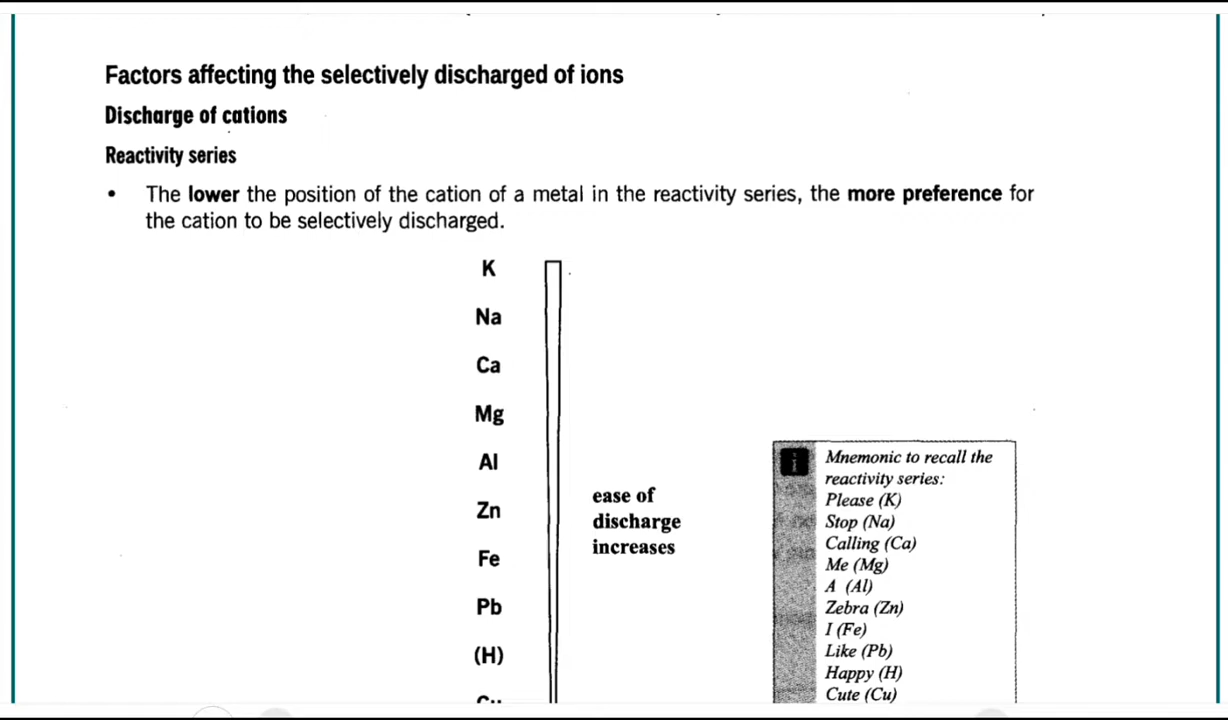 Factors affecting the selectively discharged of ions
Discharge of cations
Reactivity series
• The lower the position of the cation of a metal in the reactivity series, the more preference for
the cation to be selectively discharged.
K
Na
Ca
Mg
Al
Zn
Fe
Pb
(H)
ease of
discharge
increases
i
Mnemonic to recall the
reactivity series:
Please (K)
Stop (Na)
Calling (Ca)
Me (Mg)
A (Al)
Zebra (Zn)
I (Fe)
Like (Pb)
Happy (H)
Cute (Cu)